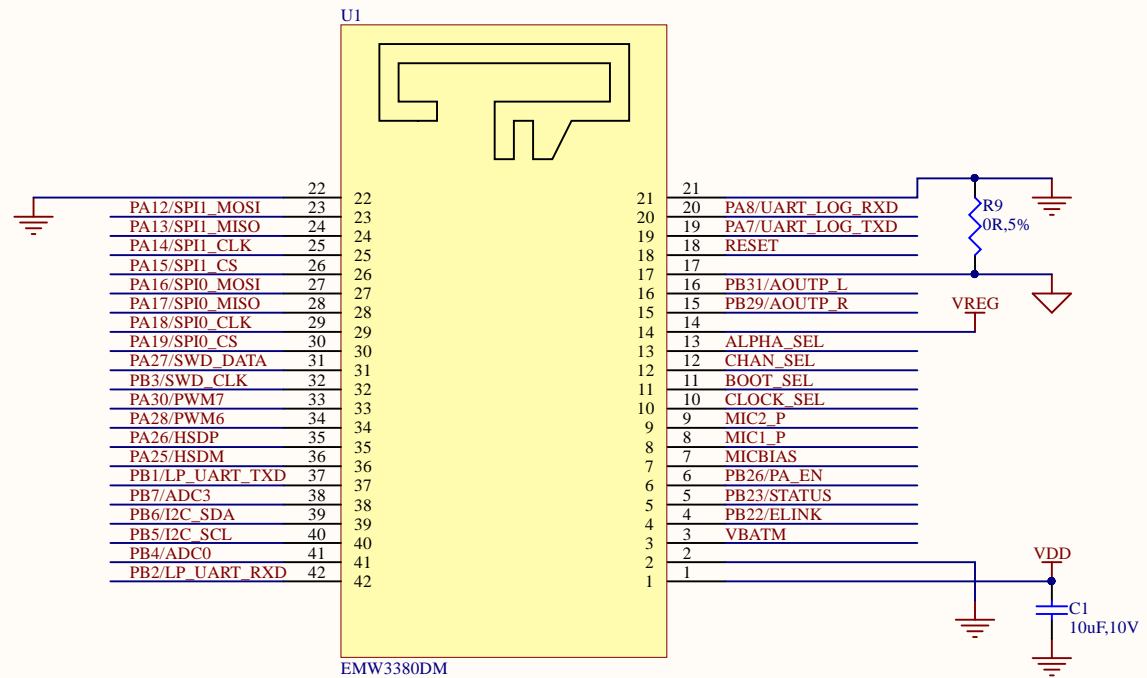 U1
22 22 21 21
PA12/SPI1_MOSI 23 23 20 20 PA8/UART_LOG_RXD
PA13/SPI1_MISO 24 24 19 19 PA7/UART_LOG_TXD
PA14/SPI1_CLK 25 25 18 18 RESET
PA15/SPI1_CS 26 26 17 17
PA16/SPI0_MOSI 27 27 16 16 PB31/AOUTP_L
PA17/SPI0_MISO 28 28 15 15 PB29/AOUTP_R
PA18/SPI0_CLK 29 29 14 14
PA19/SPI0_CS 30 30 13 13 ALPHA_SEL
PA27/SWD_DATA 31 31 12 12 CHAN_SEL
PB3/SWD_CLK 32 32 11 11 BOOT_SEL
PA30/PWM7 33 33 10 10 CLOCK_SEL
PA28/PWM6 34 34 9 9 MIC2_P
PA26/HSDP 35 35 8 8 MIC1_P
PA25/HSDM 36 36 7 7 MICBIAS
PB1/LP_UART_TXD 37 37 6 6 PB26/PA_EN
PB7/ADC3 38 38 5 5 PB23/STATUS
PB6/I2C_SDA 39 39 4 4 PB22/ELINK
PB5/I2C_SCL 40 40 3 3 VBATM
PB4/ADC0 41 41 2 2
PB2/LP_UART_RXD 42 42 1 1
EMW3380DM
R9
0R,5%
VREG
VDD
C1
10uF,10V